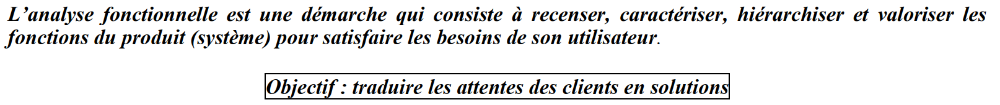 L’analyse fonctionnelle est une démarche qui consiste à recenser, caractériser, hiérarchiser et valoriser les
fonctions du produit (système) pour satisfaire les besoins de son utilisateur.
Objectif : traduire les attentes des clients en solutions